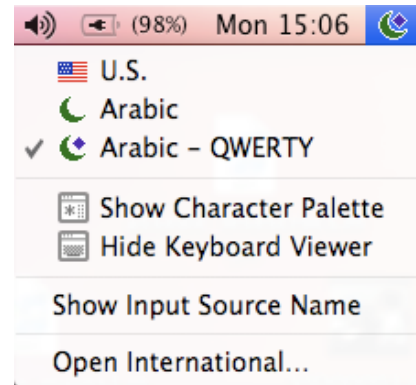 (98%) Mon 15:06
U.S.
Arabic
Arabic – QWERTY
Show Character Palette
Hide Keyboard Viewer
Show Input Source Name
Open International...